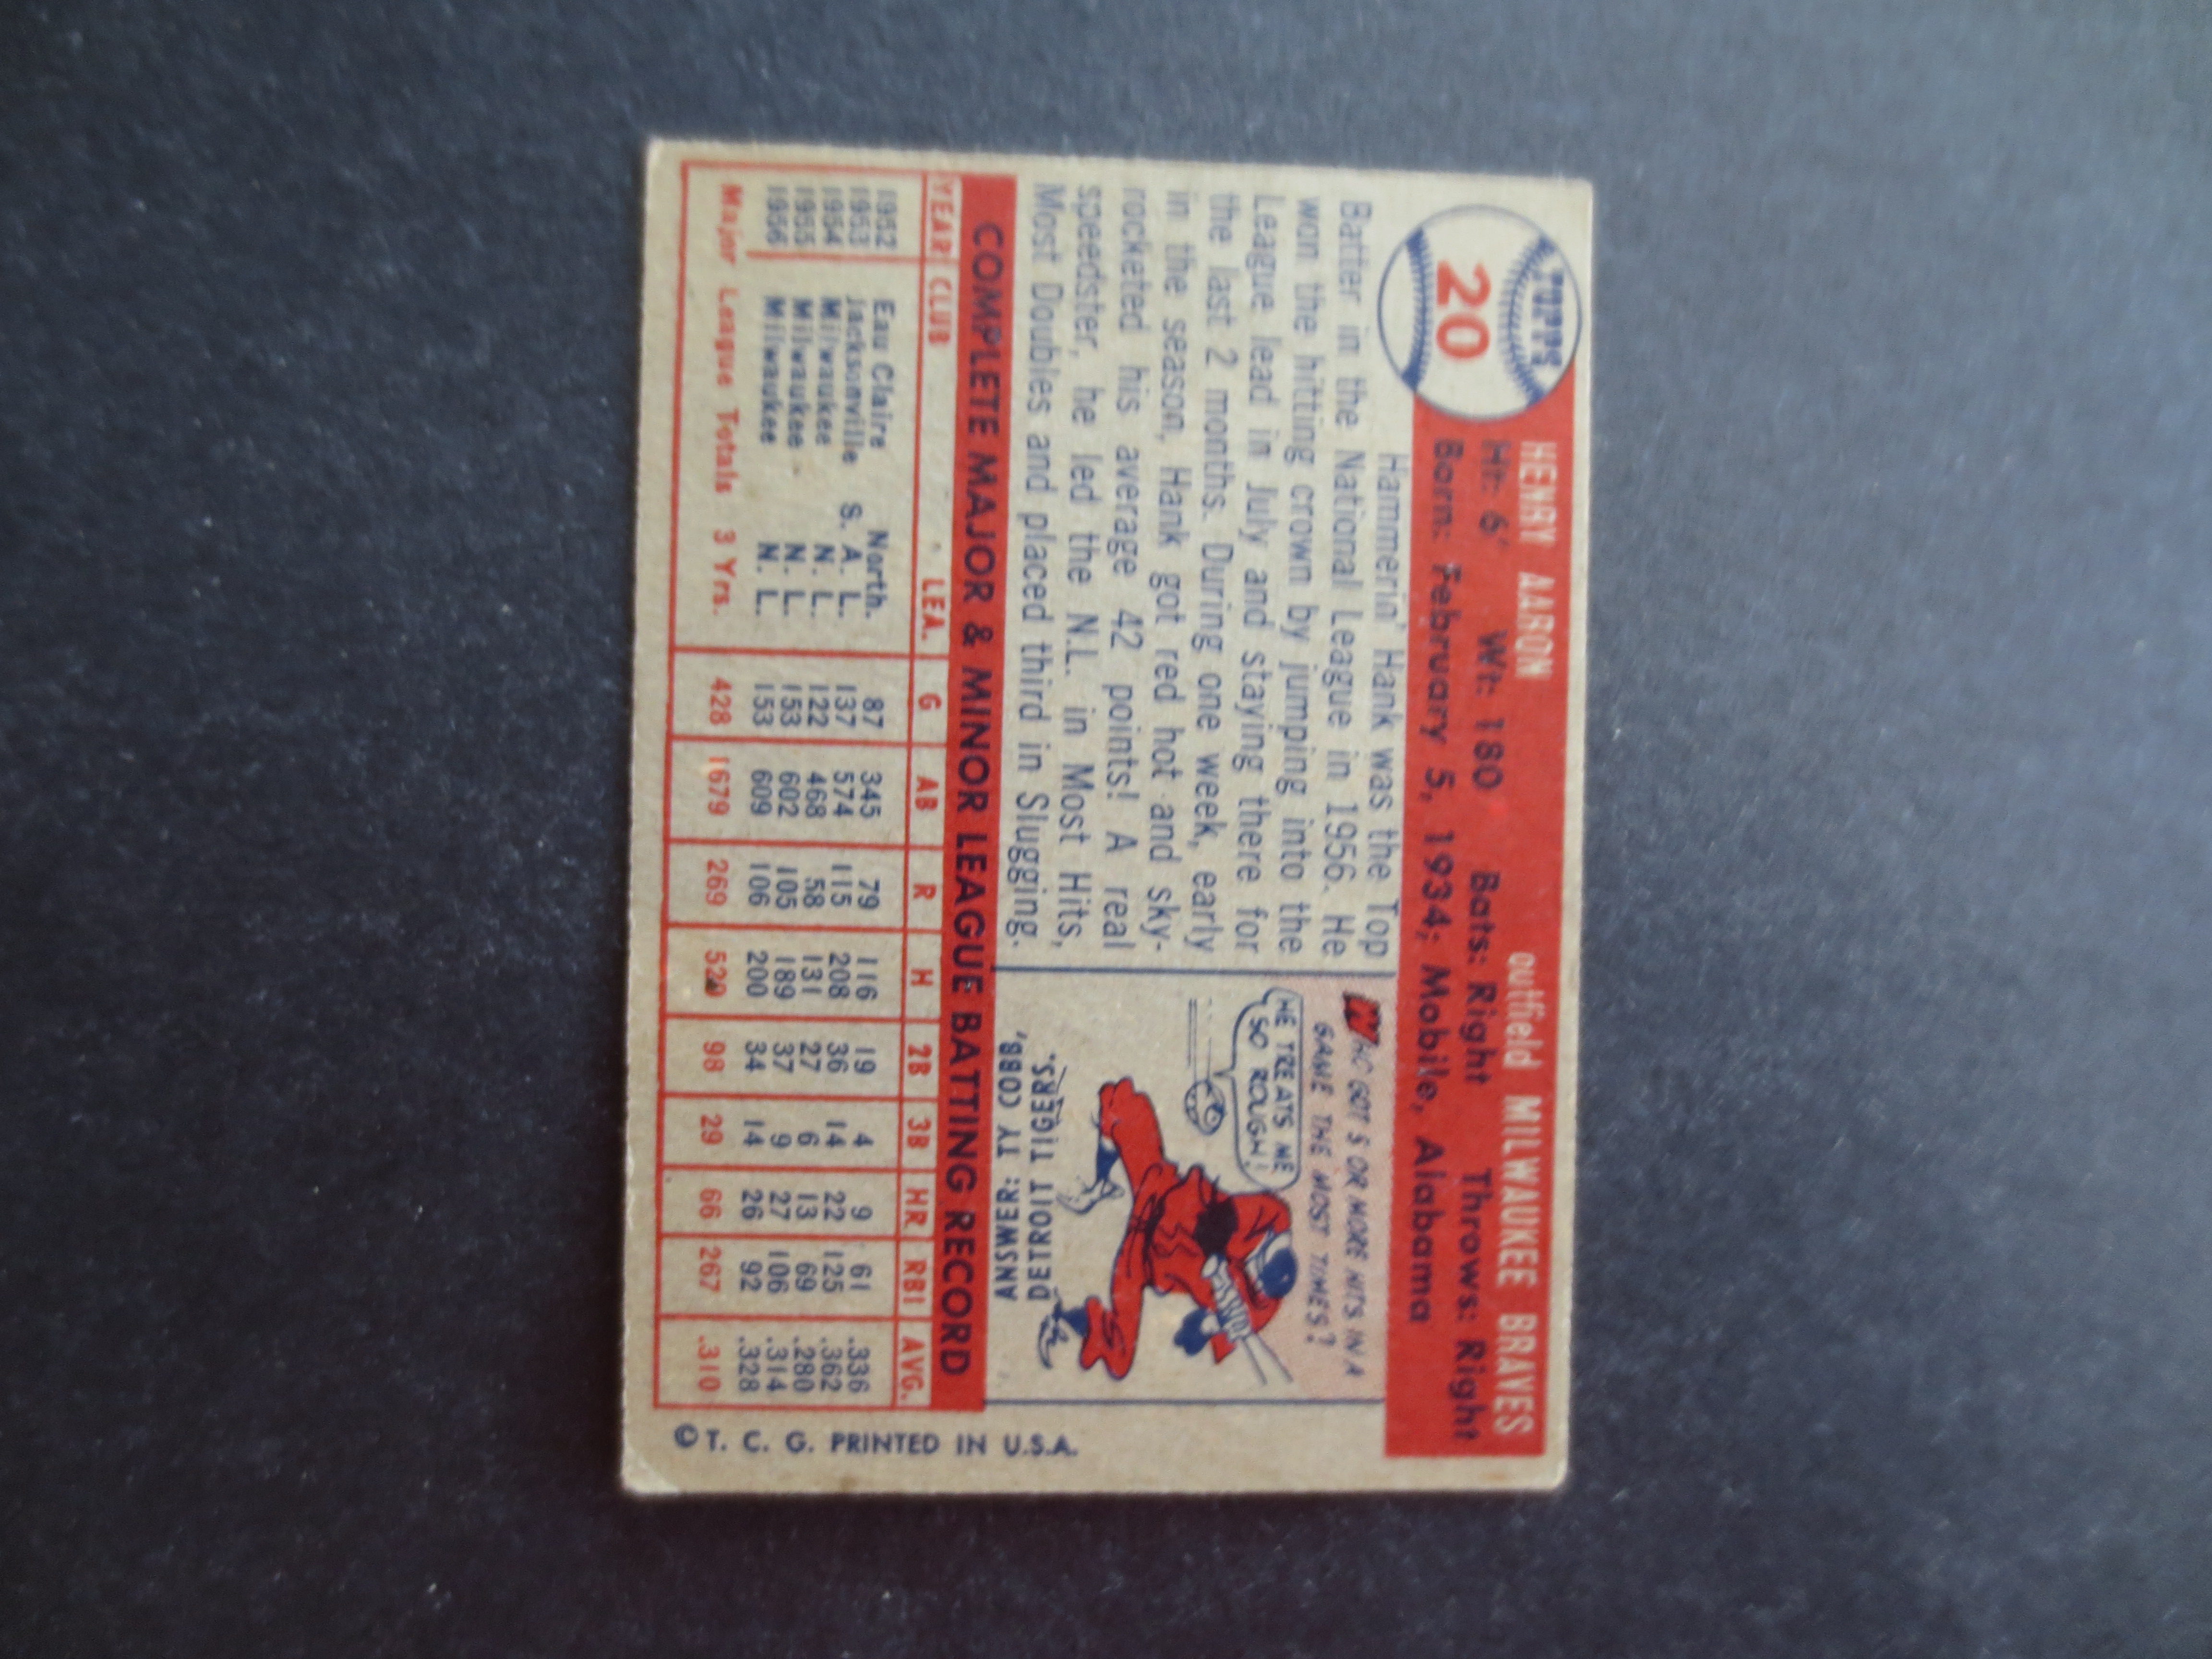 TOPPS
20
HENRY AARON outfield MILWAUKEE BRAVES
Ht: 6' Wt: 180 Bats: Right Throws: Right
Born: February 5, 1934; Mobile, Alabama
Hammerin' Hank was the Top
Batter in the National League in 1956. He
won the hitting crown by jumping into the
League lead in July and staying there for
the last 2 months. During one week, early
in the season, Hank got red hot and sky-
rocketed his average 42 points! A real
speedster, he led the N.L. in Most Hits,
Most Doubles and placed third in Slugging.
WHO GOT 5 OR MORE HITS IN A
GAME THE MOST TIMES?
HE TREATS ME
SO ROUGH!
ANSWER: TY COBB,
DETROIT TIGERS.
COMPLETE MAJOR & MINOR LEAGUE BATTING RECORD
YEAR CLUB LEA. G AB R H 2B 3B HR RBI AVG.
1952 Eau Claire North. 87 345 79 116 19 4 9 61 .336
1953 Jacksonville S. A. L. 137 574 115 208 36 14 22 125 .362
1954 Milwaukee N. L. 122 468 58 131 27 6 13 69 .280
1955 Milwaukee N. L. 153 602 105 189 37 9 27 106 .314
1956 Milwaukee N. L. 153 609 106 200 34 14 26 92 .328
Major League Totals 3 Yrs. 428 1679 269 520 98 29 66 267 .310
© T. C. G. PRINTED IN U.S.A.